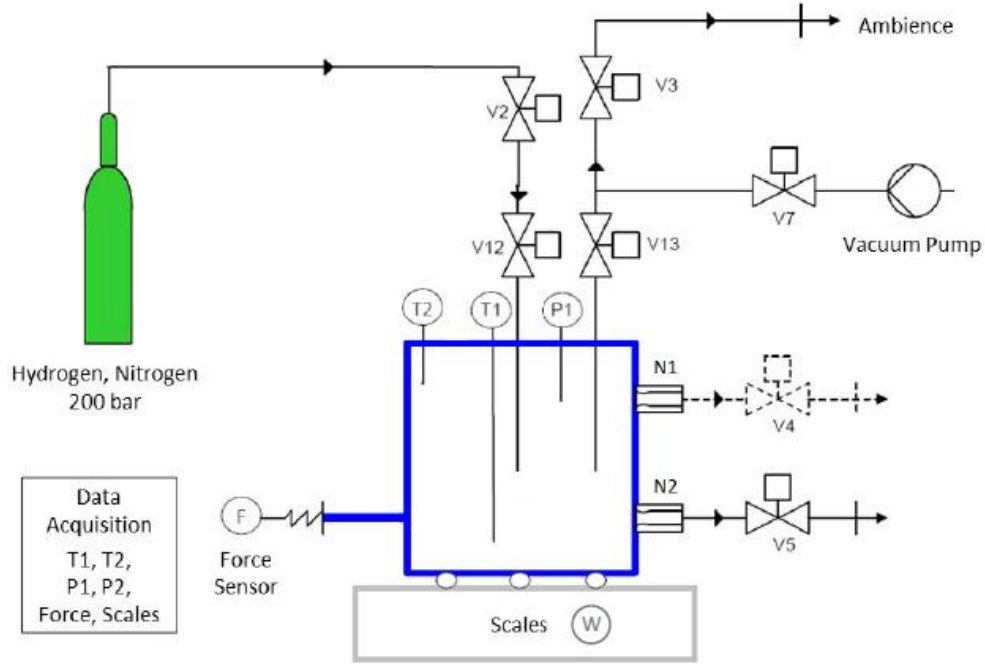 Ambience
V3
V2
V7
Vacuum Pump
V12
V13
T2
T1
P1
Hydrogen, Nitrogen
200 bar
N1
V4
Data
Acquisition
T1, T2,
P1, P2,
Force, Scales
F
Force
Sensor
N2
V5
Scales
W